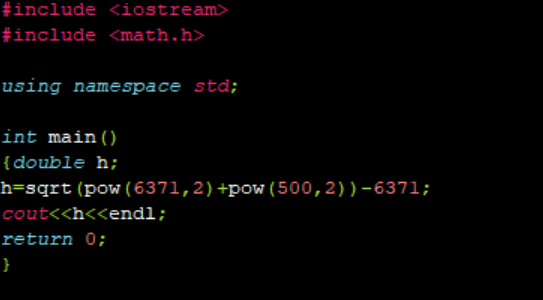 #include <iostream>
#include <math.h>
using namespace std;
int main()
{double h;
h=sqrt(pow(6371,2)+pow(500,2))-6371;
cout<<h<<endl;
return 0;
}